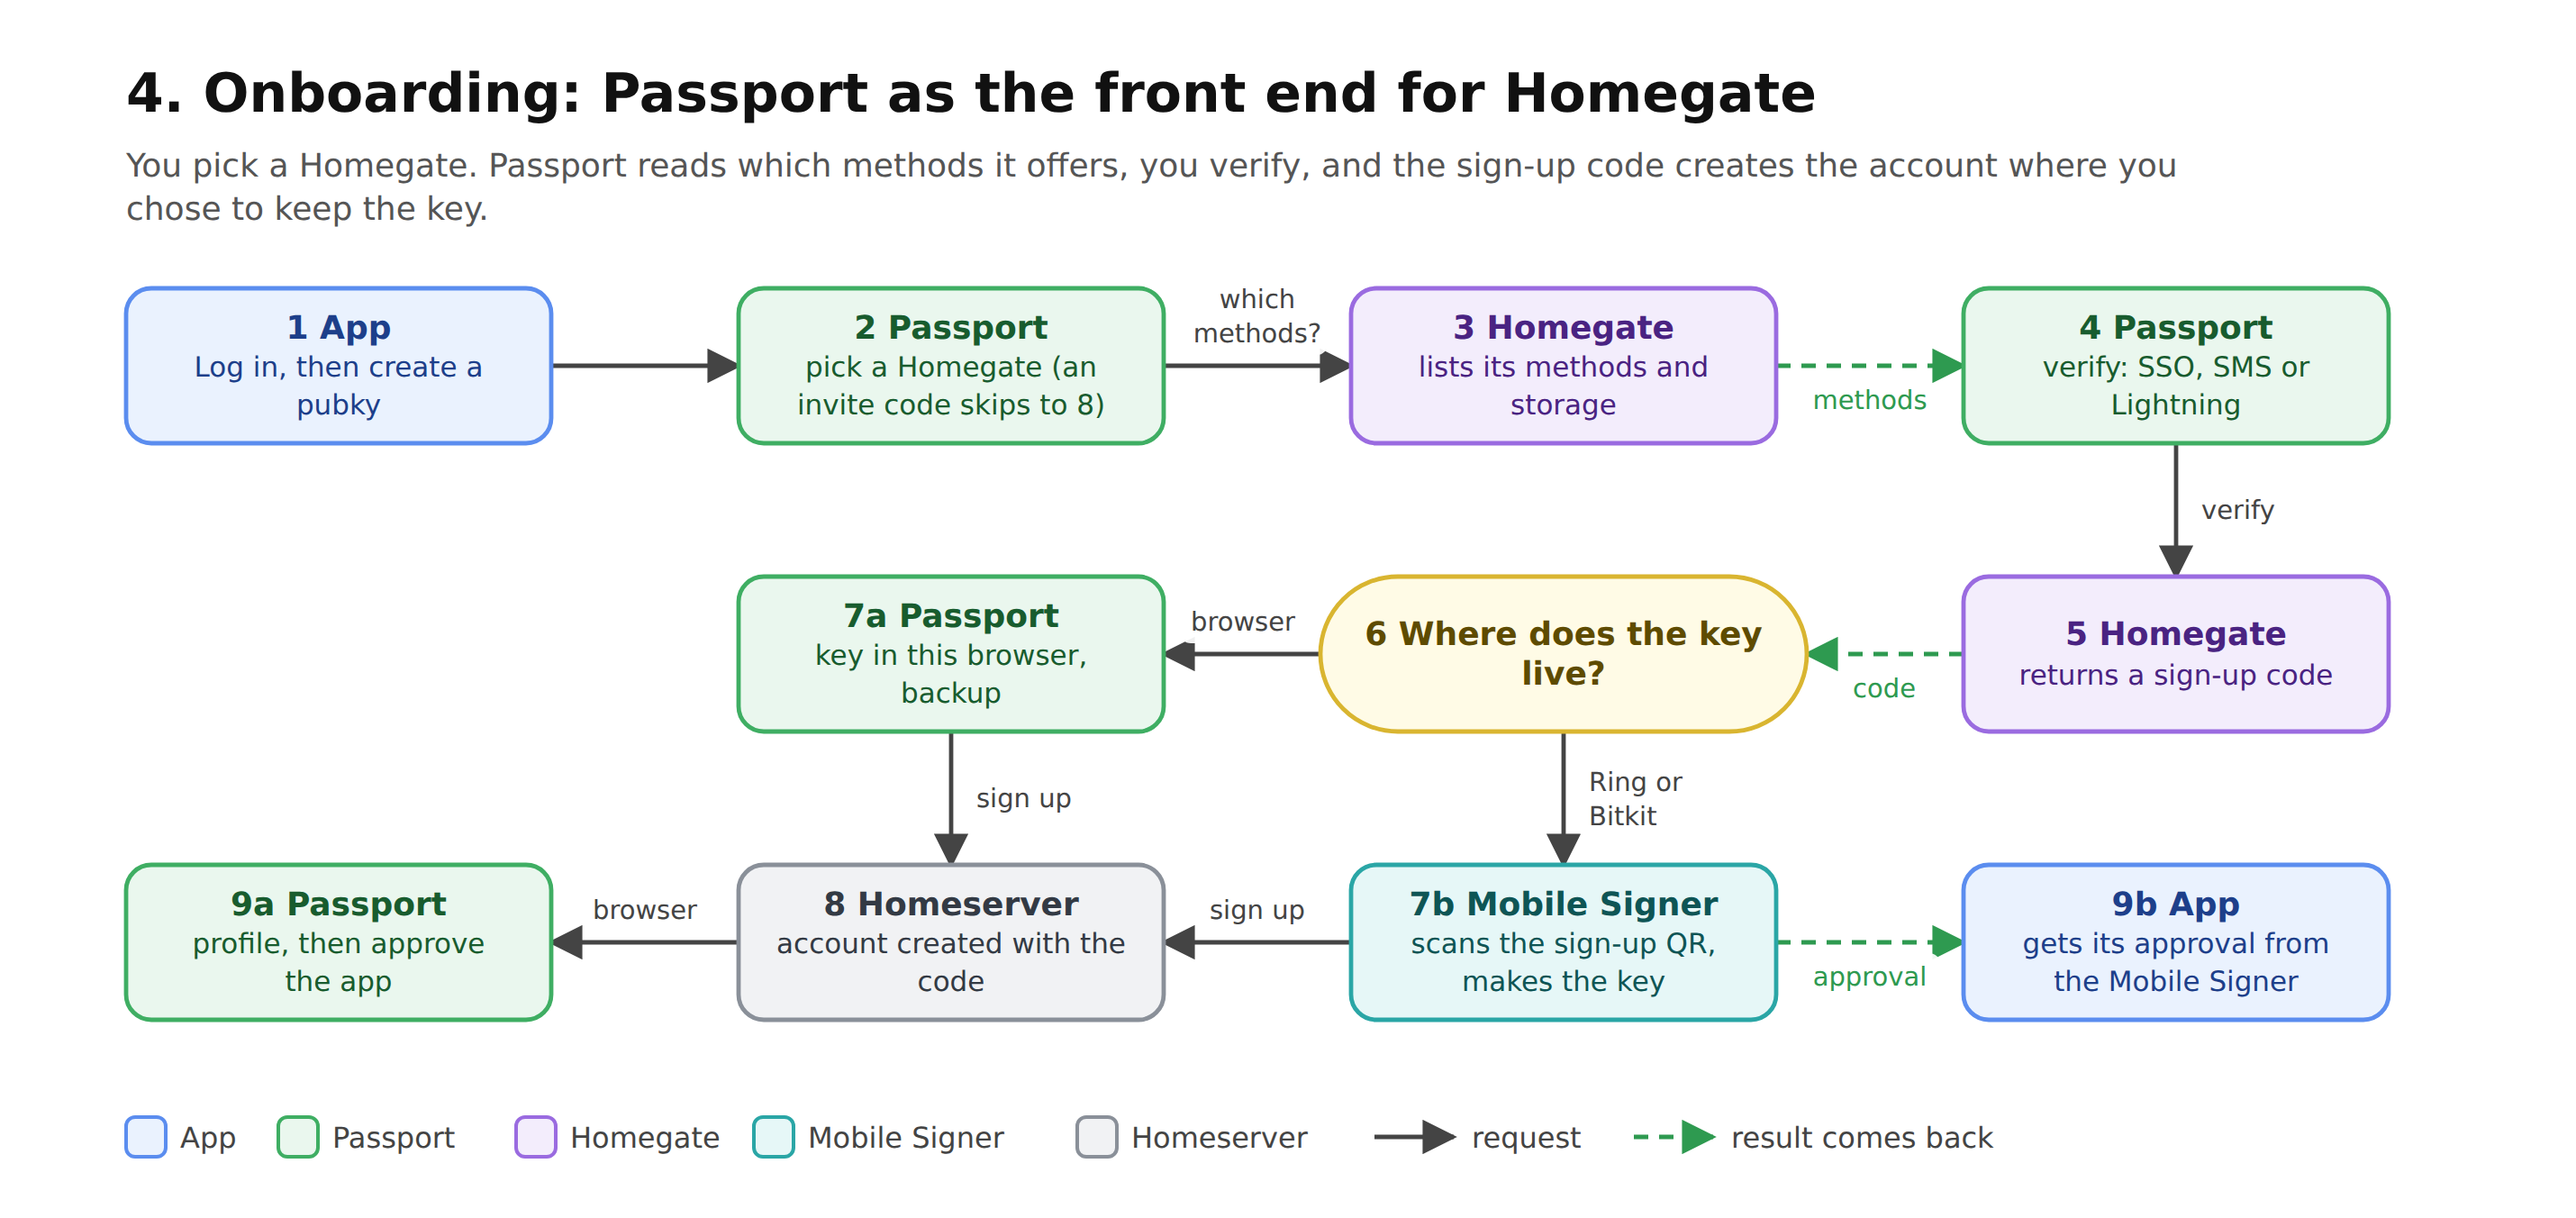 4. Onboarding: Passport as the front end for Homegate
You pick a Homegate. Passport reads which methods it offers, you verify, and the sign-up code creates the account where you
chose to keep the key.
1 App
Log in, then create a
pubky
2 Passport
pick a Homegate (an
invite code skips to 8)
which
methods?
3 Homegate
lists its methods and
storage
methods
4 Passport
verify: SSO, SMS or
Lightning
verify
7a Passport
key in this browser,
backup
browser
6 Where does the key
live?
code
5 Homegate
returns a sign-up code
sign up
Ring or
Bitkit
9a Passport
profile, then approve
the app
browser
8 Homeserver
account created with the
code
sign up
7b Mobile Signer
scans the sign-up QR,
makes the key
approval
9b App
gets its approval from
the Mobile Signer
App
Passport
Homegate
Mobile Signer
Homeserver
request
result comes back